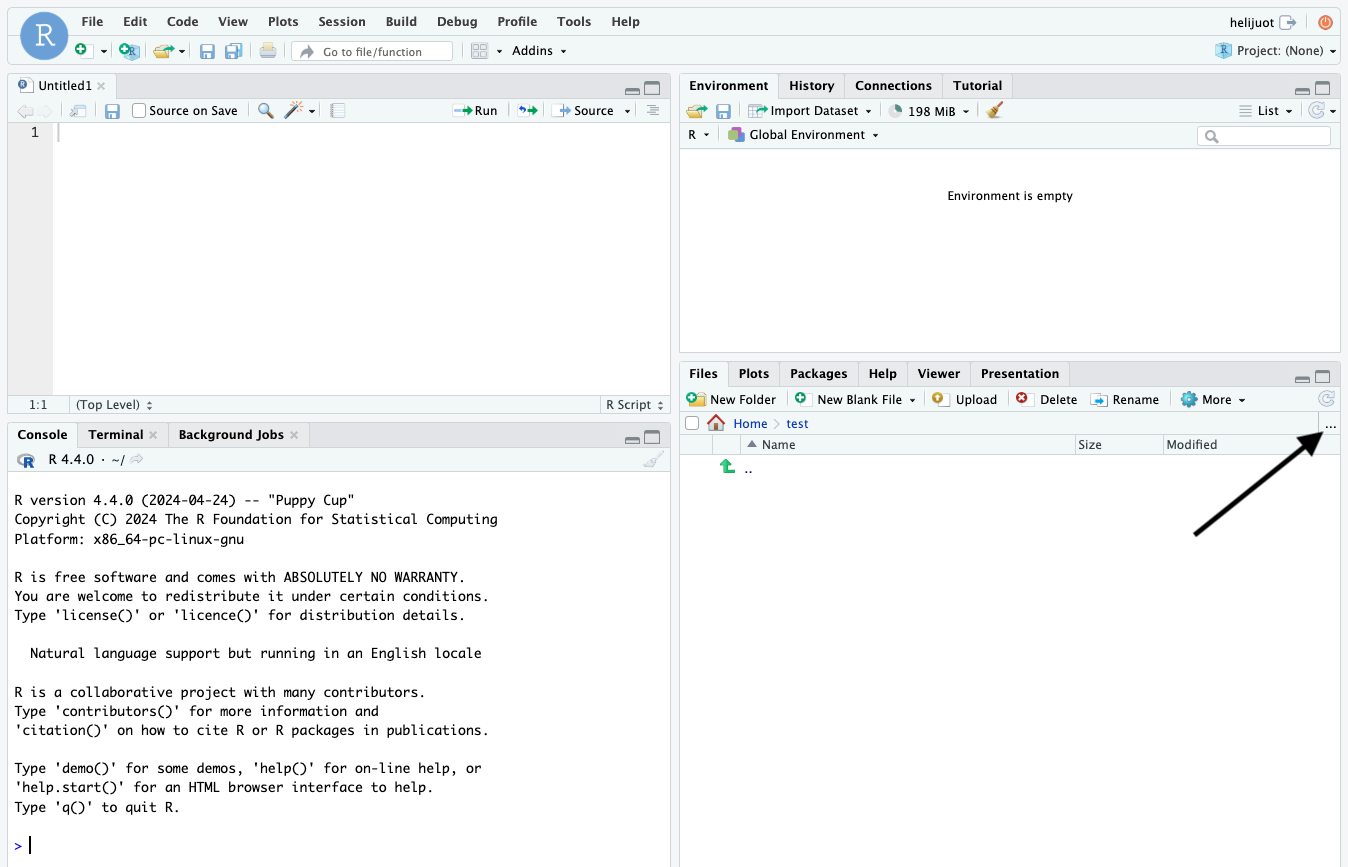 R
File Edit Code View Plots Session Build Debug Profile Tools Help
helijuot
Go to file/function
Addins
R Project: (None)
Untitled1
Source on Save
Run
Source
1
1:1 (Top Level) R Script
Console Terminal Background Jobs
R R 4.4.0 · ~/
R version 4.4.0 (2024-04-24) -- "Puppy Cup"
Copyright (C) 2024 The R Foundation for Statistical Computing
Platform: x86_64-pc-linux-gnu
R is free software and comes with ABSOLUTELY NO WARRANTY.
You are welcome to redistribute it under certain conditions.
Type 'license()' or 'licence()' for distribution details.
Natural language support but running in an English locale
R is a collaborative project with many contributors.
Type 'contributors()' for more information and
'citation()' on how to cite R or R packages in publications.
Type 'demo()' for some demos, 'help()' for on-line help, or
'help.start()' for an HTML browser interface to help.
Type 'q()' to quit R.
>
Environment History Connections Tutorial
Import Dataset 198 MiB List
R Global Environment
Environment is empty
Files Plots Packages Help Viewer Presentation
New Folder New Blank File Upload Delete Rename More
Home test ...
Name Size Modified
..